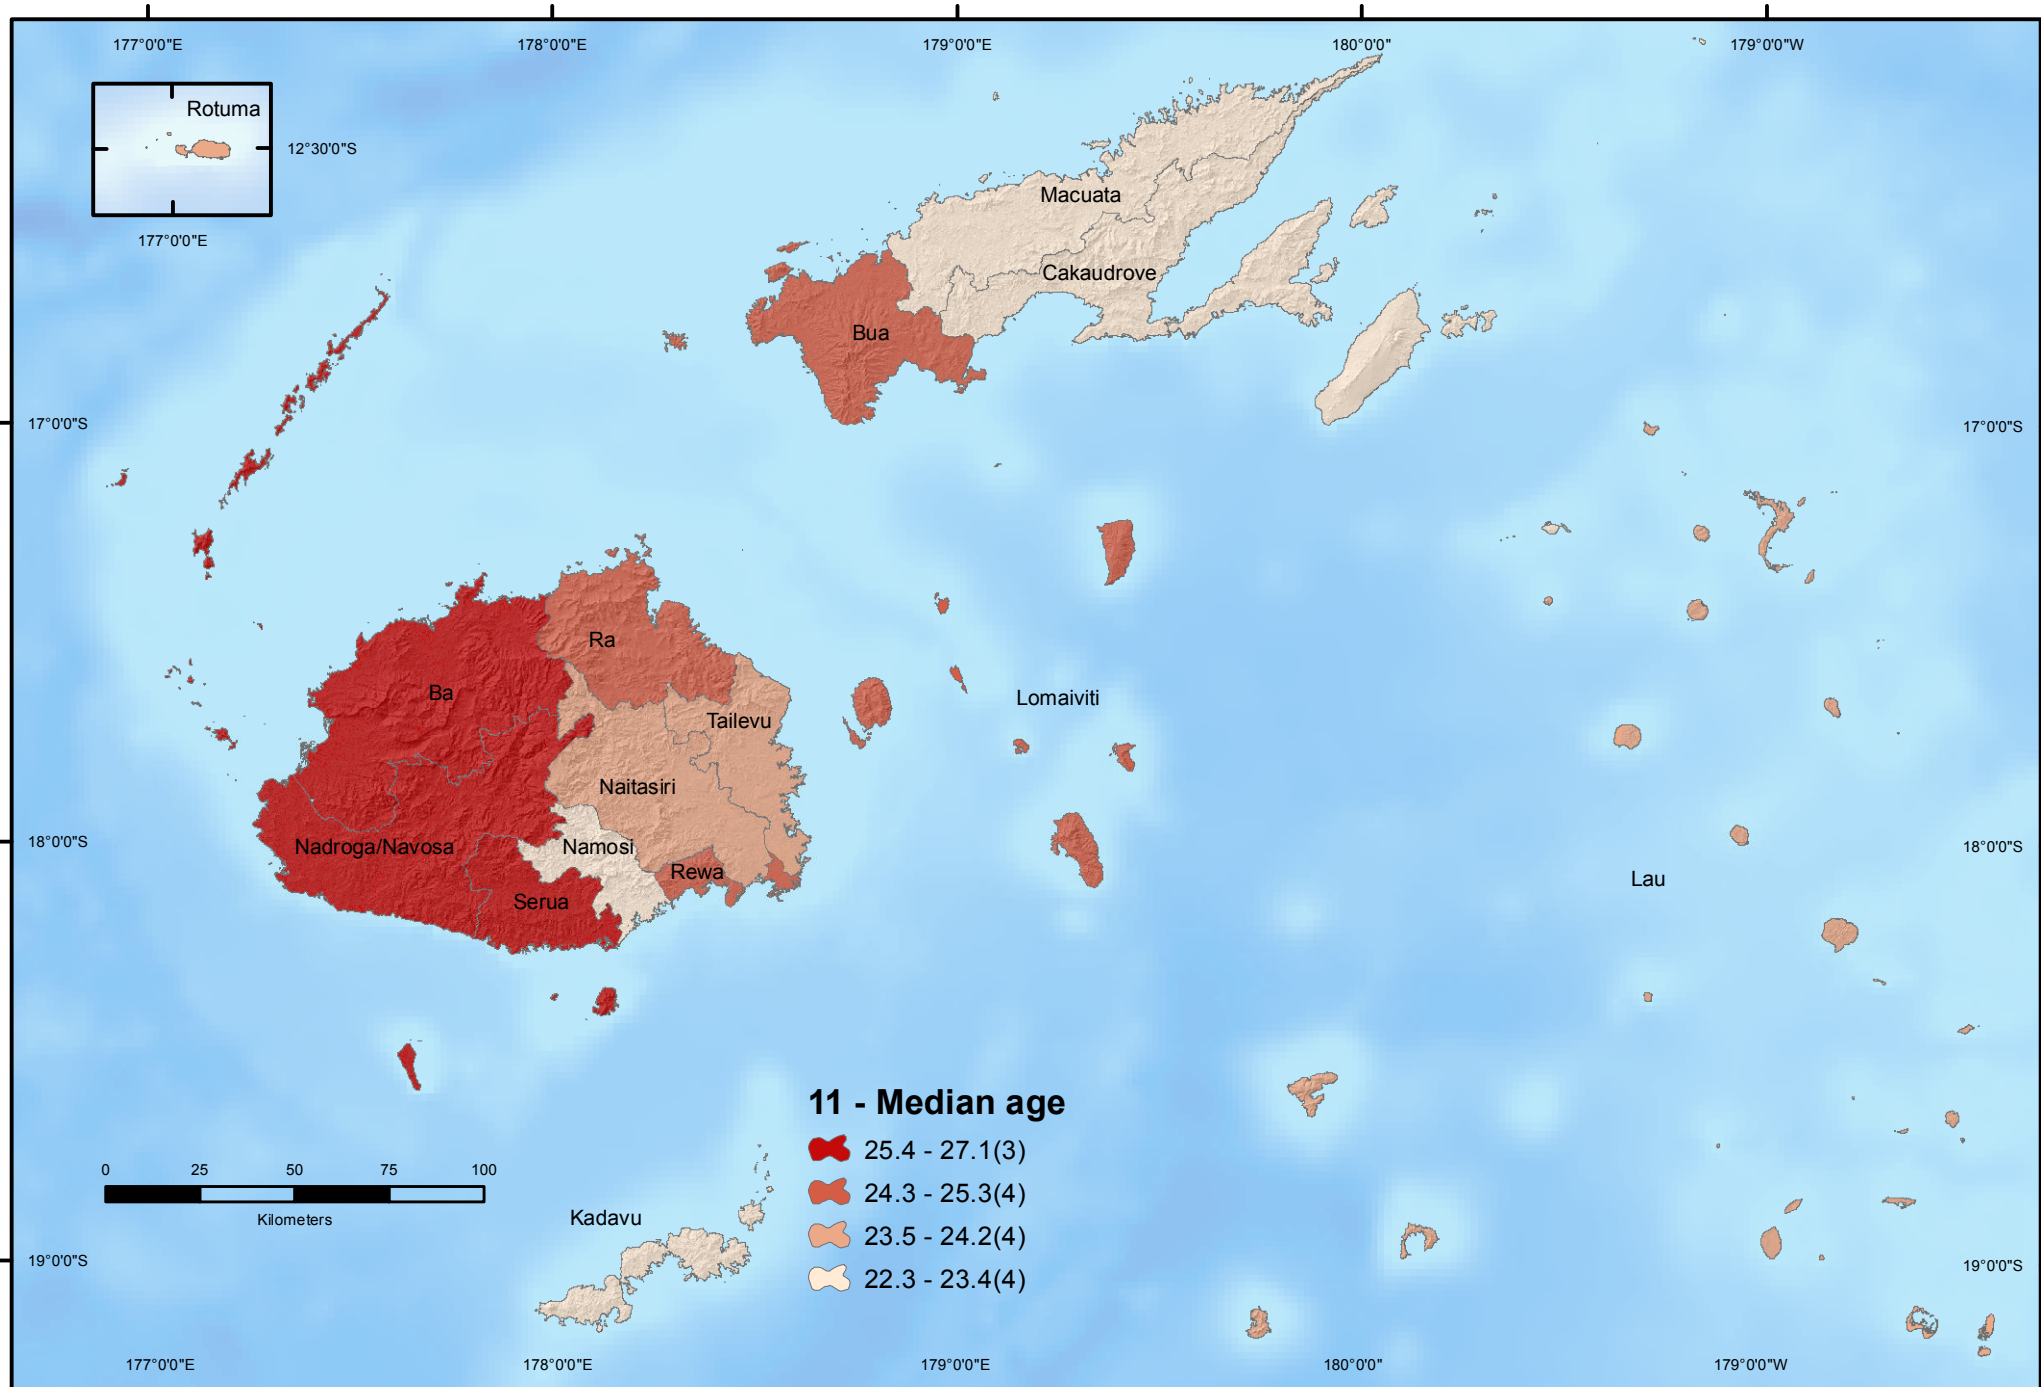 177°0'0"E
178°0'0"E
179°0'0"E
180°0'0"
179°0'0"W
Rotuma
12°30'0"S
177°0'0"E
Macuata
Cakaudrove
Bua
17°0'0"S
17°0'0"S
Ra
Ba
Lomaiviti
Tailevu
Naitasiri
18°0'0"S
Nadroga/Navosa
Namosi
18°0'0"S
Rewa
Lau
Serua
11 - Median age
25.4 - 27.1(3)
24.3 - 25.3(4)
23.5 - 24.2(4)
22.3 - 23.4(4)
0 25 50 75 100
Kilometers
Kadavu
19°0'0"S
19°0'0"S
177°0'0"E
178°0'0"E
179°0'0"E
180°0'0"
179°0'0"W